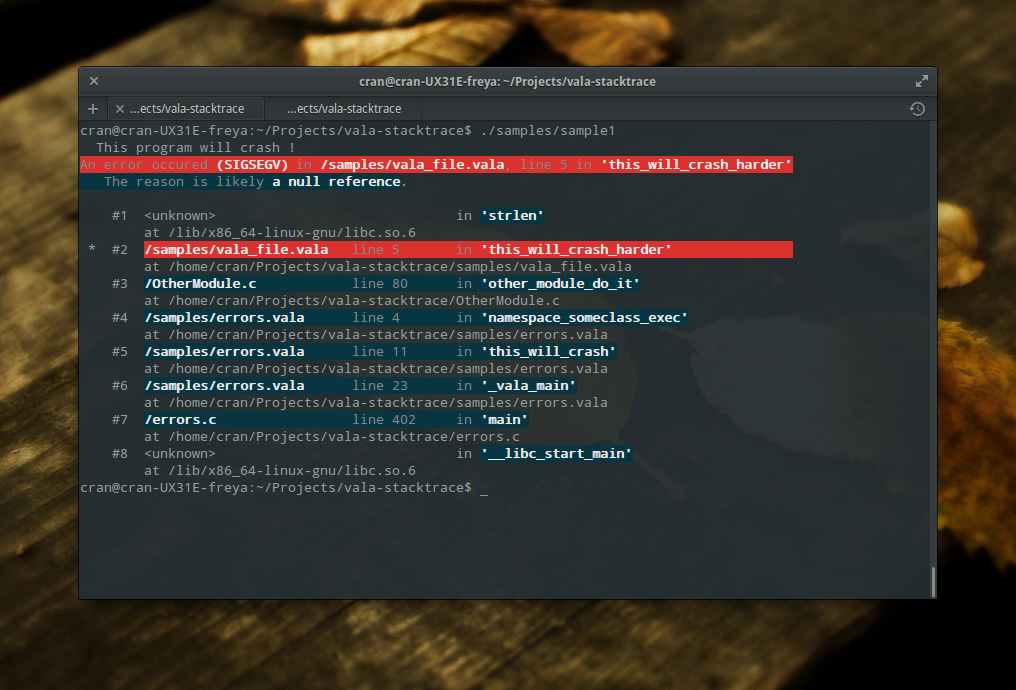 cran@cran-UX31E-freya: ~/Projects/vala-stacktrace
...ects/vala-stacktrace ...ects/vala-stacktrace
cran@cran-UX31E-freya:~/Projects/vala-stacktrace$ ./samples/sample1
This program will crash !
An error occured (SIGSEGV) in /samples/vala_file.vala, line 5 in 'this_will_crash_harder'
The reason is likely a null reference.
#1 <unknown> in 'strlen'
at /lib/x86_64-linux-gnu/libc.so.6
* #2 /samples/vala_file.vala line 5 in 'this_will_crash_harder'
at /home/cran/Projects/vala-stacktrace/samples/vala_file.vala
#3 /OtherModule.c line 80 in 'other_module_do_it'
at /home/cran/Projects/vala-stacktrace/OtherModule.c
#4 /samples/errors.vala line 4 in 'namespace_someclass_exec'
at /home/cran/Projects/vala-stacktrace/samples/errors.vala
#5 /samples/errors.vala line 11 in 'this_will_crash'
at /home/cran/Projects/vala-stacktrace/samples/errors.vala
#6 /samples/errors.vala line 23 in '_vala_main'
at /home/cran/Projects/vala-stacktrace/samples/errors.vala
#7 /errors.c line 402 in 'main'
at /home/cran/Projects/vala-stacktrace/errors.c
#8 <unknown> in '__libc_start_main'
at /lib/x86_64-linux-gnu/libc.so.6
cran@cran-UX31E-freya:~/Projects/vala-stacktrace$ _